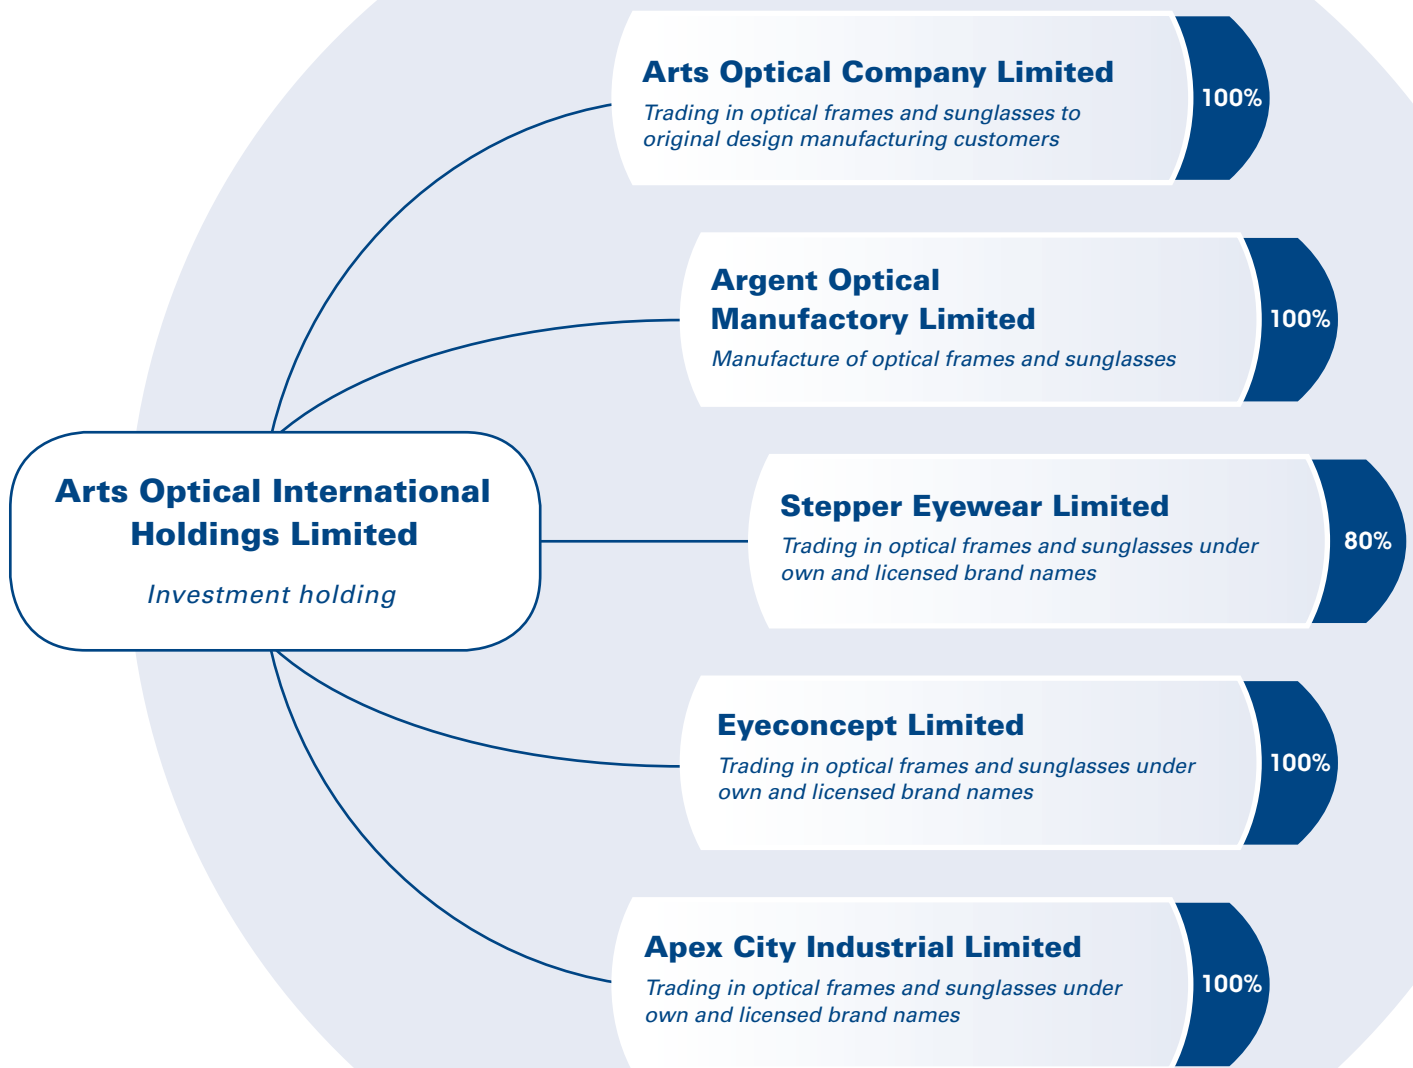 Arts Optical Company Limited
Trading in optical frames and sunglasses to
original design manufacturing customers
100%
Argent Optical
Manufactory Limited
Manufacture of optical frames and sunglasses
100%
Arts Optical International
Holdings Limited
Investment holding
Stepper Eyewear Limited
Trading in optical frames and sunglasses under
own and licensed brand names
80%
Eyeconcept Limited
Trading in optical frames and sunglasses under
own and licensed brand names
100%
Apex City Industrial Limited
Trading in optical frames and sunglasses under
own and licensed brand names
100%